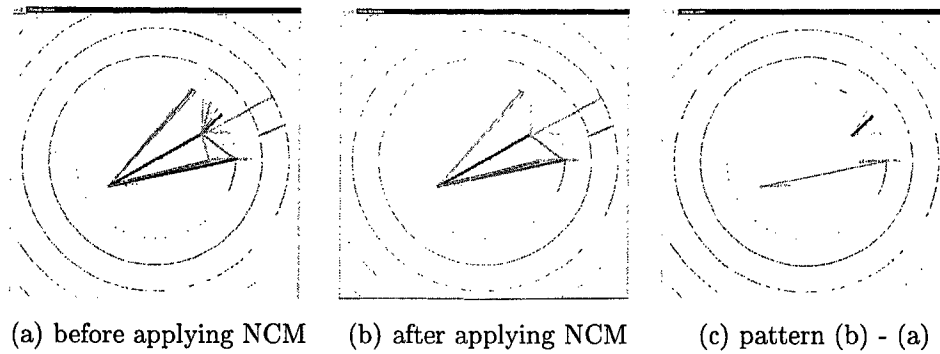 (a) before applying NCM
(b) after applying NCM
(c) pattern (b) - (a)